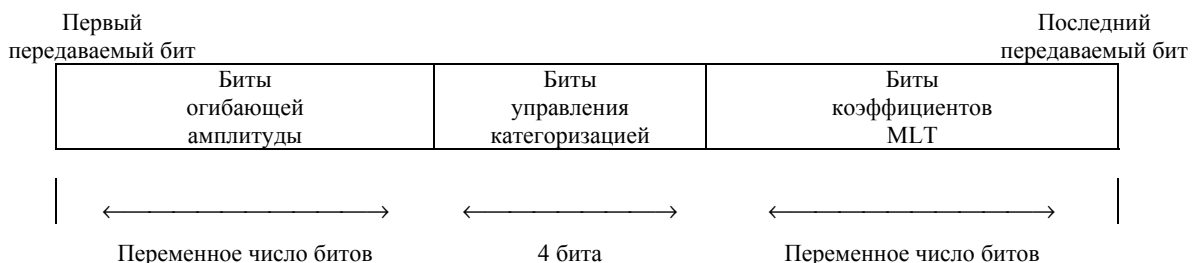 Первый Последний
передаваемый бит передаваемый бит
Биты Биты Биты
огибающей управления коэффициентов
амплитуды категоризацией MLT
Переменное число битов 4 бита Переменное число битов